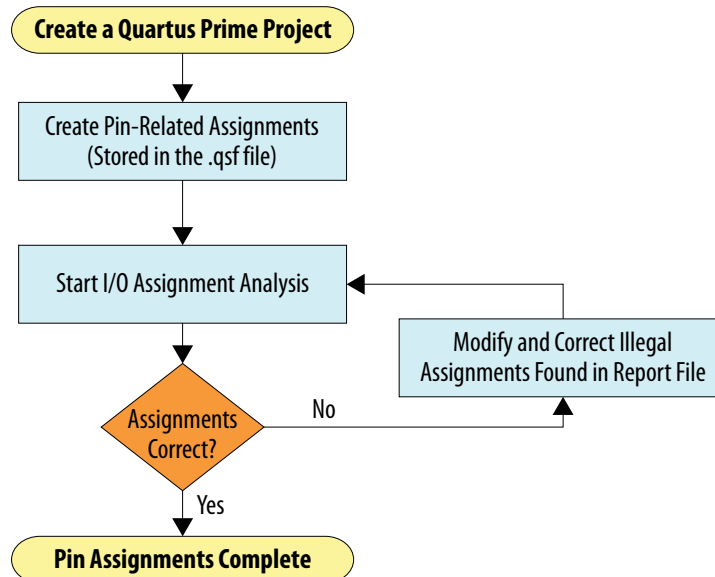 Create a Quartus Prime Project
Create Pin-Related Assignments
(Stored in the .qsf file)
Start I/O Assignment Analysis
Modify and Correct Illegal
Assignments Found in Report File
Assignments
Correct?
No
Yes
Pin Assignments Complete